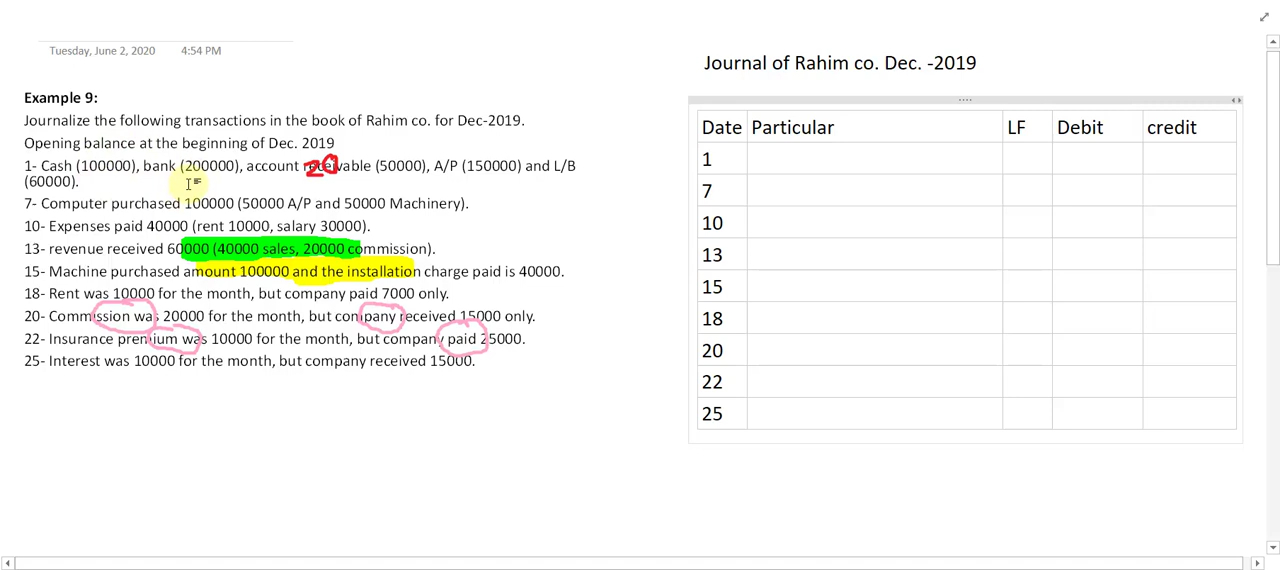 Tuesday, June 2, 2020 4:54 PM
Journal of Rahim co. Dec. -2019
Example 9:
Journalize the following transactions in the book of Rahim co. for Dec-2019.
Opening balance at the beginning of Dec. 2019
1- Cash (100000), bank (200000), account receivable (50000), A/P (150000) and L/B
(60000).
20
7- Computer purchased 100000 (50000 A/P and 50000 Machinery).
10- Expenses paid 40000 (rent 10000, salary 30000).
13- revenue received 60000 (40000 sales, 20000 commission).
15- Machine purchased amount 100000 and the installation charge paid is 40000.
18- Rent was 10000 for the month, but company paid 7000 only.
20- Commission was 20000 for the month, but company received 15000 only.
22- Insurance premium was 10000 for the month, but company paid 25000.
25- Interest was 10000 for the month, but company received 15000.
Date Particular LF Debit credit
1
7
10
13
15
18
20
22
25